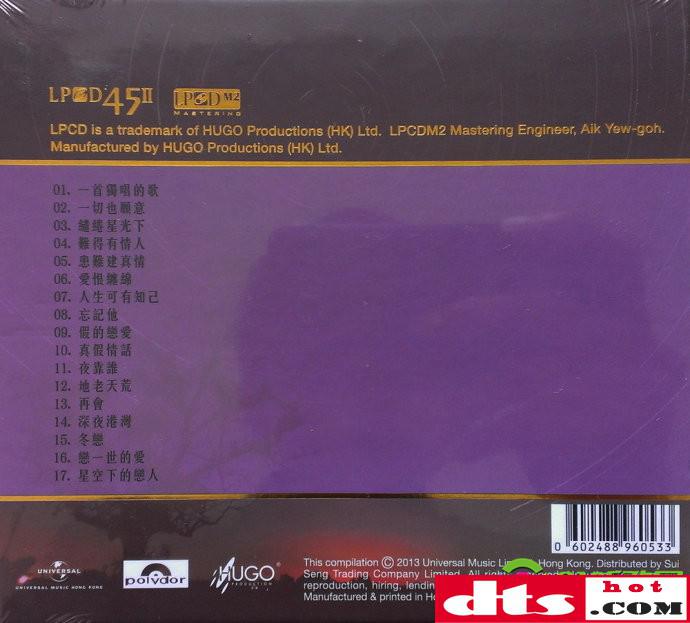 LPCD45II LPCD M2
MASTERING
LPCD is a trademark of HUGO Productions (HK) Ltd. LPCDM2 Mastering Engineer, Aik Yew-goh.
Manufactured by HUGO Productions (HK) Ltd.
01. 一首獨唱的歌
02. 一切也願意
03. 繾綣星光下
04. 難得有情人
05. 患難建真情
06. 愛恨纏綿
07. 人生可有知己
08. 忘記他
09. 假的戀愛
10. 真假情話
11. 夜靠誰
12. 地老天荒
13. 再會
14. 深夜港灣
15. 冬戀
16. 戀一世的愛
17. 星空下的戀人
0 602488 960533
UNIVERSAL
UNIVERSAL MUSIC HONG KONG
polydor
HUGO
PRODUCTION
This compilation Ⓒ 2013 Universal Music Hong Kong. Distributed by Sui
Seng Trading Company Limited. All
reproduction, hiring, lending
Manufactured & printed in
dts
hot
.COM